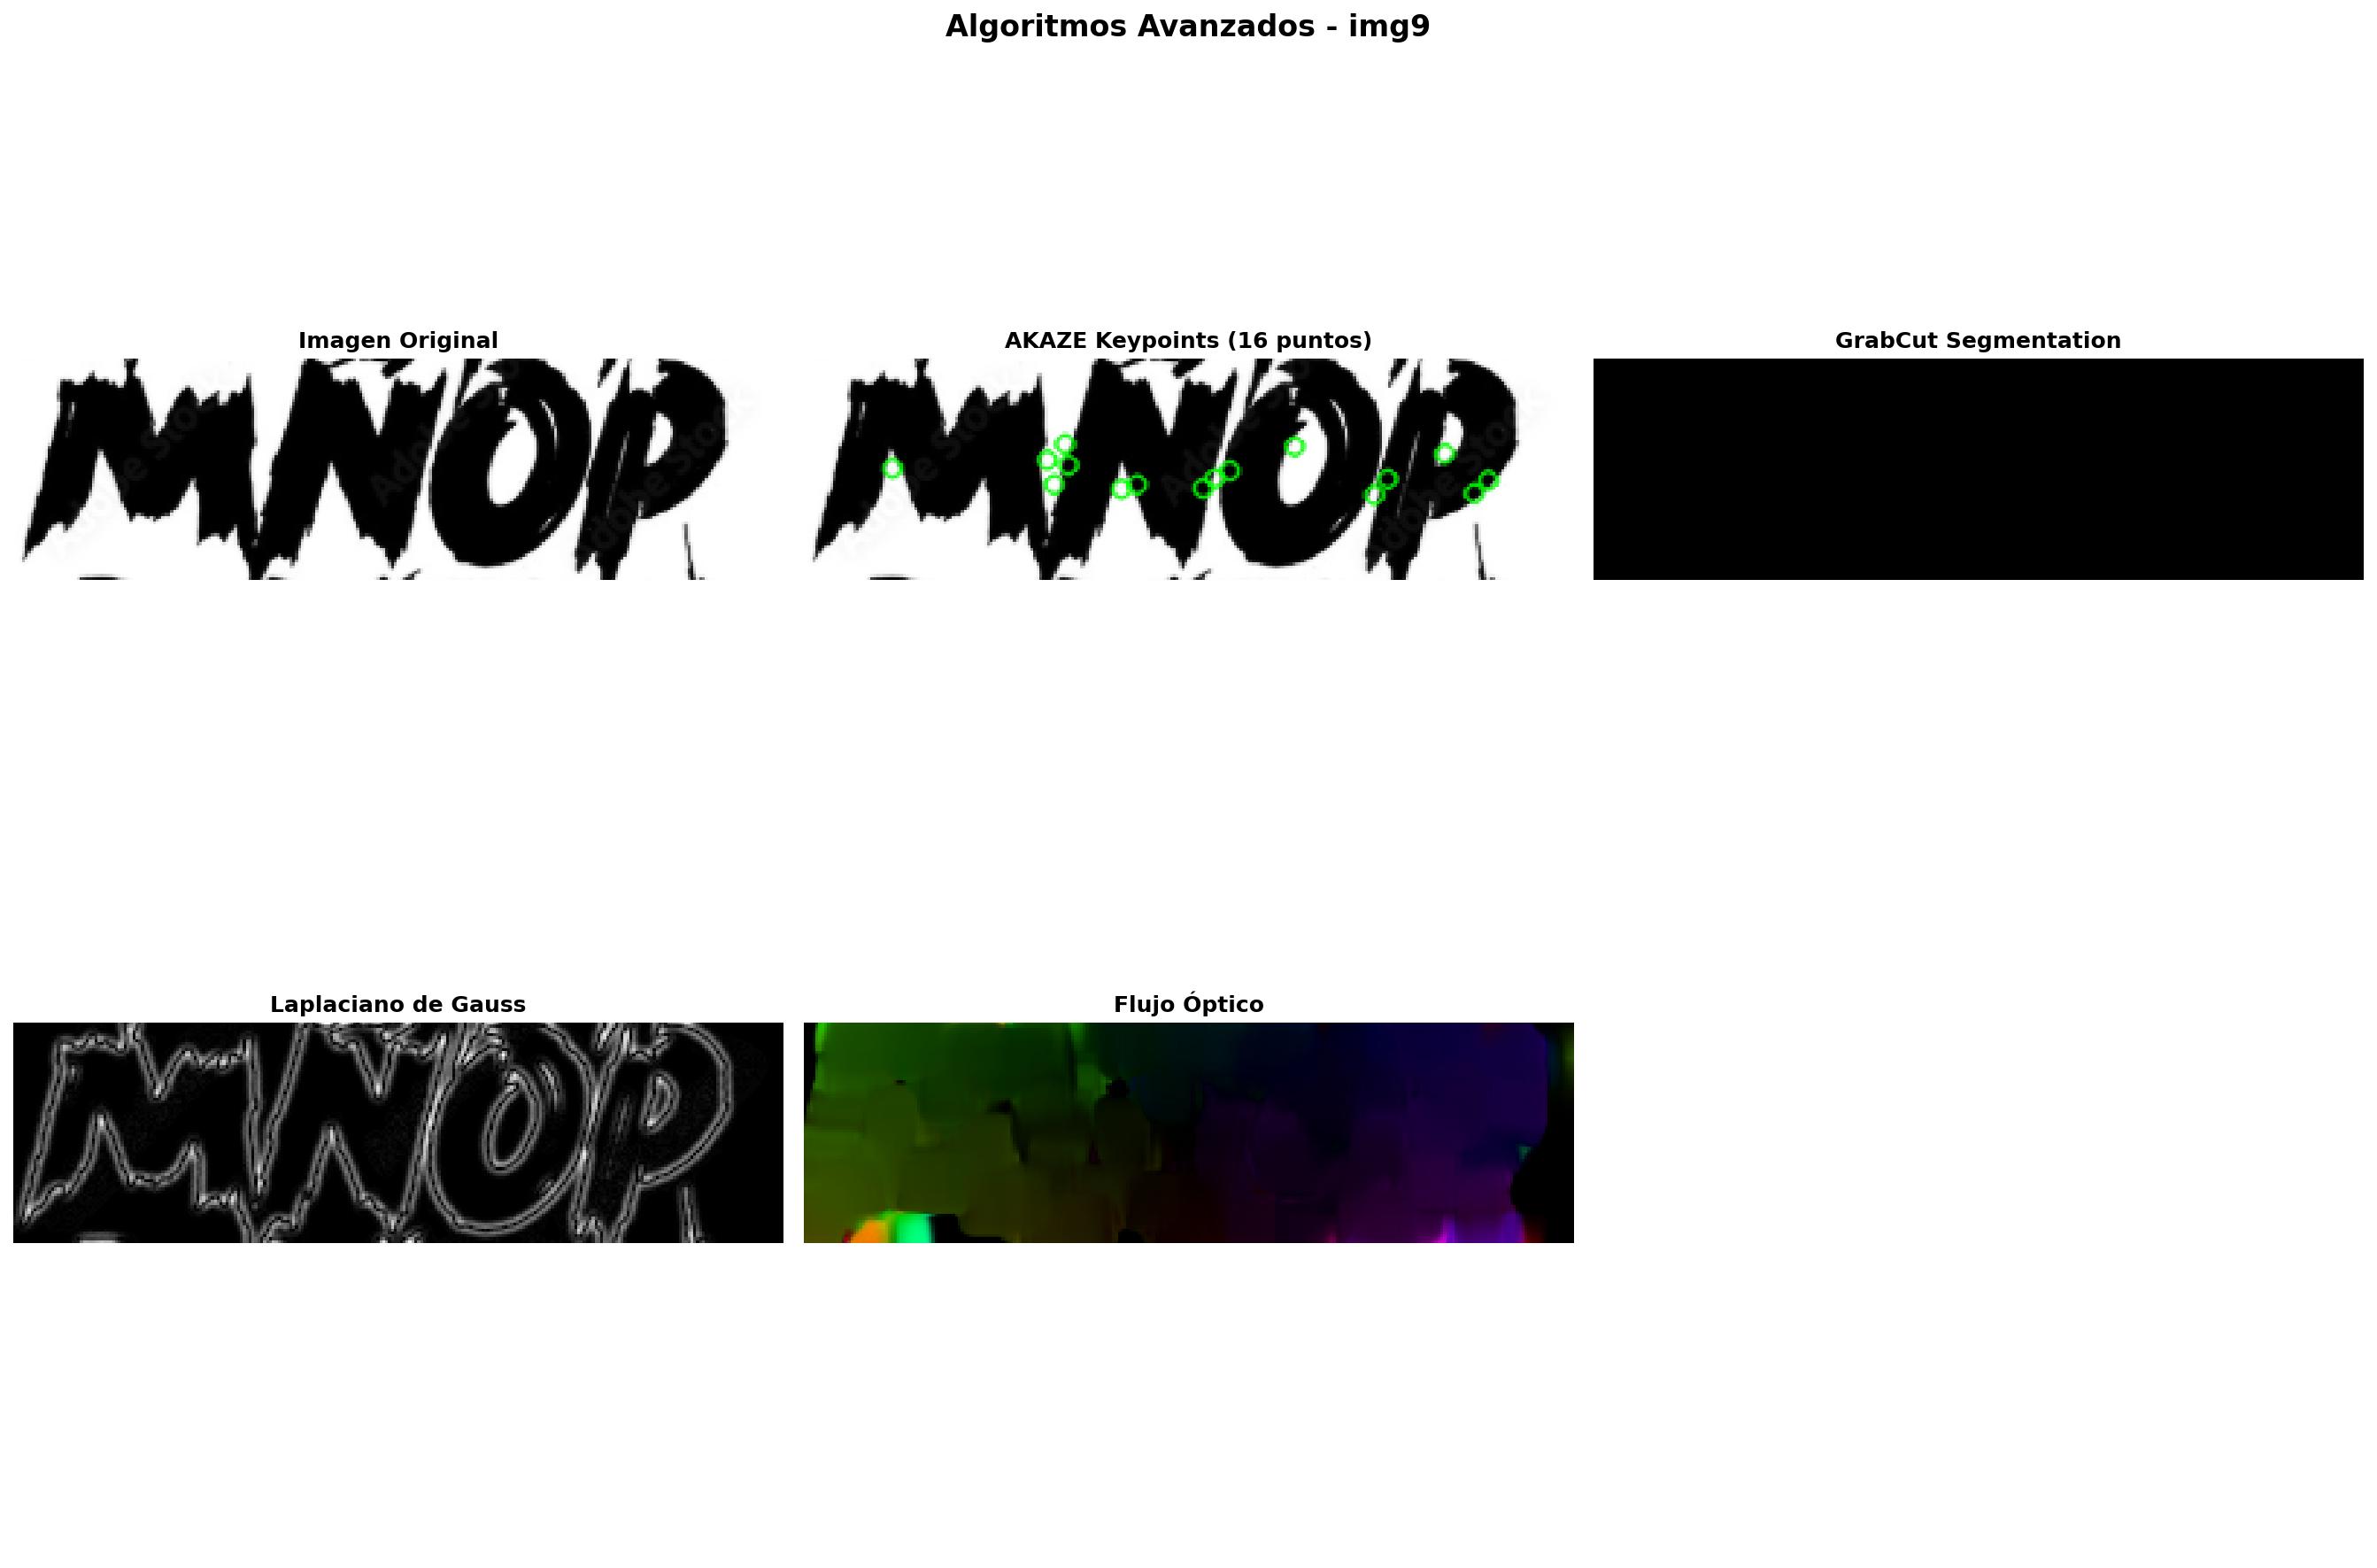 Algoritmos Avanzados - img9
Imagen Original
AKAZE Keypoints (16 puntos)
GrabCut Segmentation
MNOP
MNOP
Laplaciano de Gauss
Flujo Óptico
MNOP